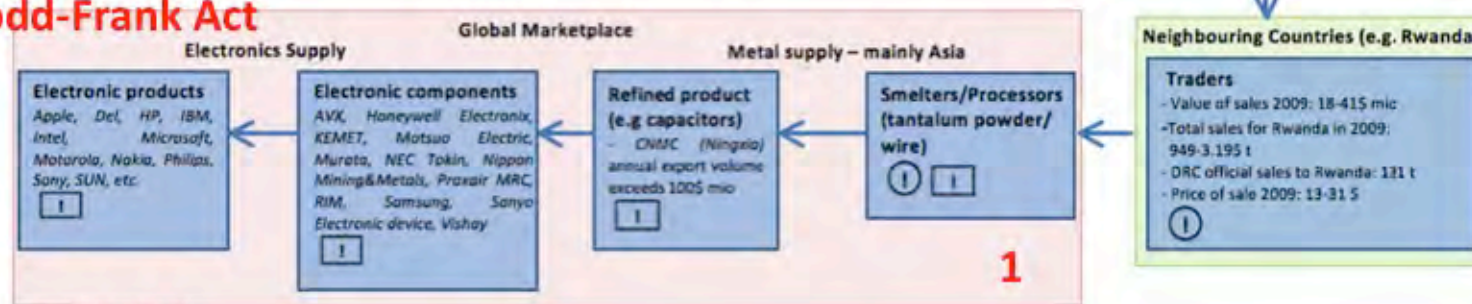 odd-Frank Act
Global Marketplace
Electronics Supply
Metal supply – mainly Asia
Electronic products
Apple, Del, HP, IBM,
Intel, Microsoft,
Motorola, Nokia, Philips,
Sony, SUN, etc
!
Electronic components
AVX, Honeywell Electronix,
KEMET, Matsuo Electric,
Murata, NEC Tokin, Nippon
Mining&Metals, Praxair MRC,
RIM, Samsung, Sanyo
Electronic device, Vishay
!
Refined product
(e.g capacitors)
- CNMC (Ningxia)
annual export volume
exceeds 100$ mio
!
Smelters/Processors
(tantalum powder/
wire)
! !
1
Neighbouring Countries (e.g. Rwanda
Traders
- Value of sales 2009: 18-41$ mio
-Total sales for Rwanda in 2009:
949-3.195 t
- DRC official sales to Rwanda: 131 t
- Price of sale 2009: 13-31 $
!